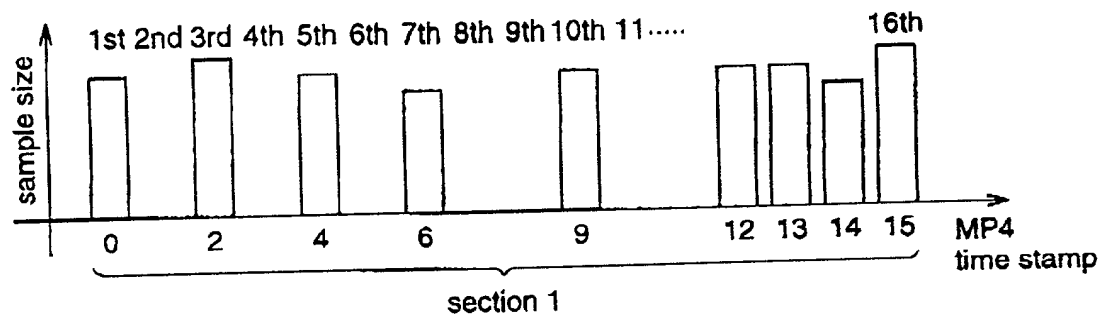 1st 2nd 3rd 4th 5th 6th 7th 8th 9th 10th 11..... 16th
sample size
0 2 4 6 9 12 13 14 15 MP4
time stamp
section 1